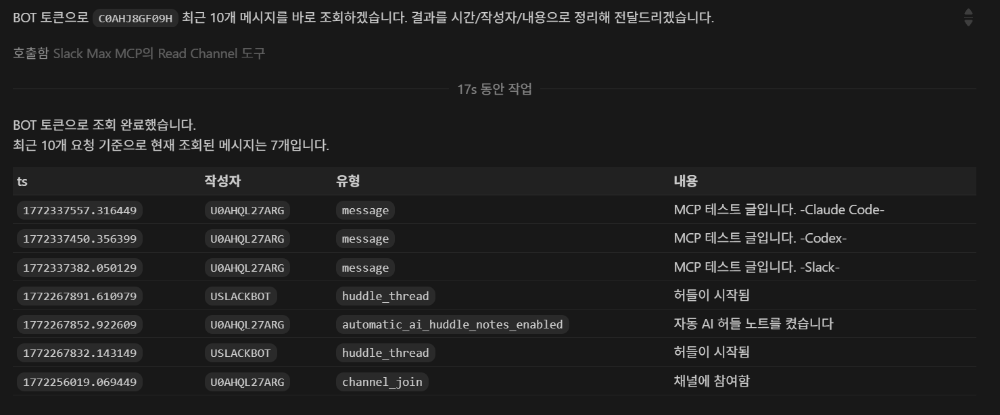 BOT 토큰으로 C0AHJ8GF09H 최근 10개 메시지를 바로 조회하겠습니다. 결과를 시간/작성자/내용으로 정리해 전달드리겠습니다.
호출함 Slack Max MCP의 Read Channel 도구
17s 동안 작업
BOT 토큰으로 조회 완료했습니다.
최근 10개 요청 기준으로 현재 조회된 메시지는 7개입니다.
ts 작성자 유형 내용
1772337557.316449 U0AHQL27ARG message MCP 테스트 글입니다. -Claude Code-
1772337450.356399 U0AHQL27ARG message MCP 테스트 글입니다. -Codex-
1772337382.050129 U0AHQL27ARG message MCP 테스트 글입니다. -Slack-
1772267891.610979 USLACKBOT huddle_thread 허들이 시작됨
1772267852.922609 U0AHQL27ARG automatic_ai_huddle_notes_enabled 자동 AI 허들 노트를 켰습니다
1772267832.143149 USLACKBOT huddle_thread 허들이 시작됨
1772256019.069449 U0AHQL27ARG channel_join 채널에 참여함